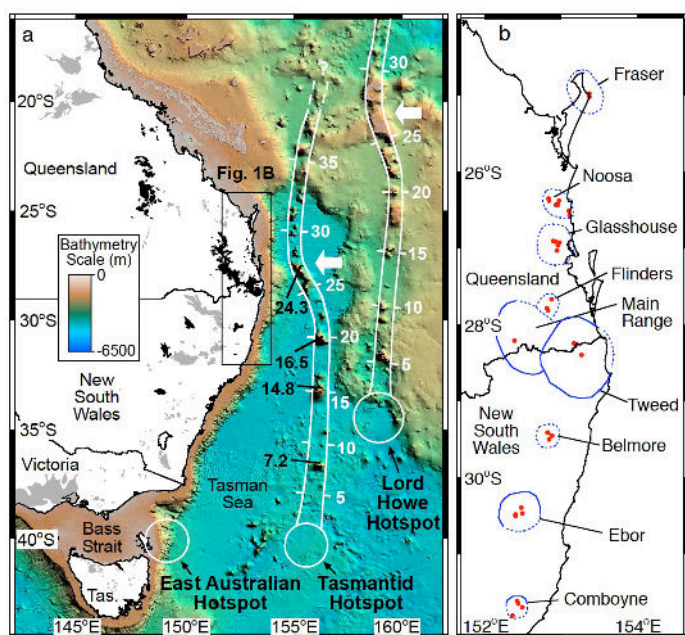 a
20°S
Queensland
25°S
Fig. 1B
Bathymetry
Scale (m)
0
-6500
30°S
New
South
Wales
35°S
Victoria
Bass
Strait
40°S
Tas.
Tasman
Sea
East Australian
Hotspot
Tasmantid
Hotspot
Lord
Howe
Hotspot
?
35
30
25
24.3
20
16.5
15
14.8
10
7.2
5
30
25
20
15
10
5
145°E
150°E
155°E
160°E
b
152°E
Fraser
26°S
Noosa
Glasshouse
Flinders
Queensland
Main
Range
28°S
Tweed
New
South
Wales
Belmore
30°S
Ebor
Comboyne
152°E
154°E